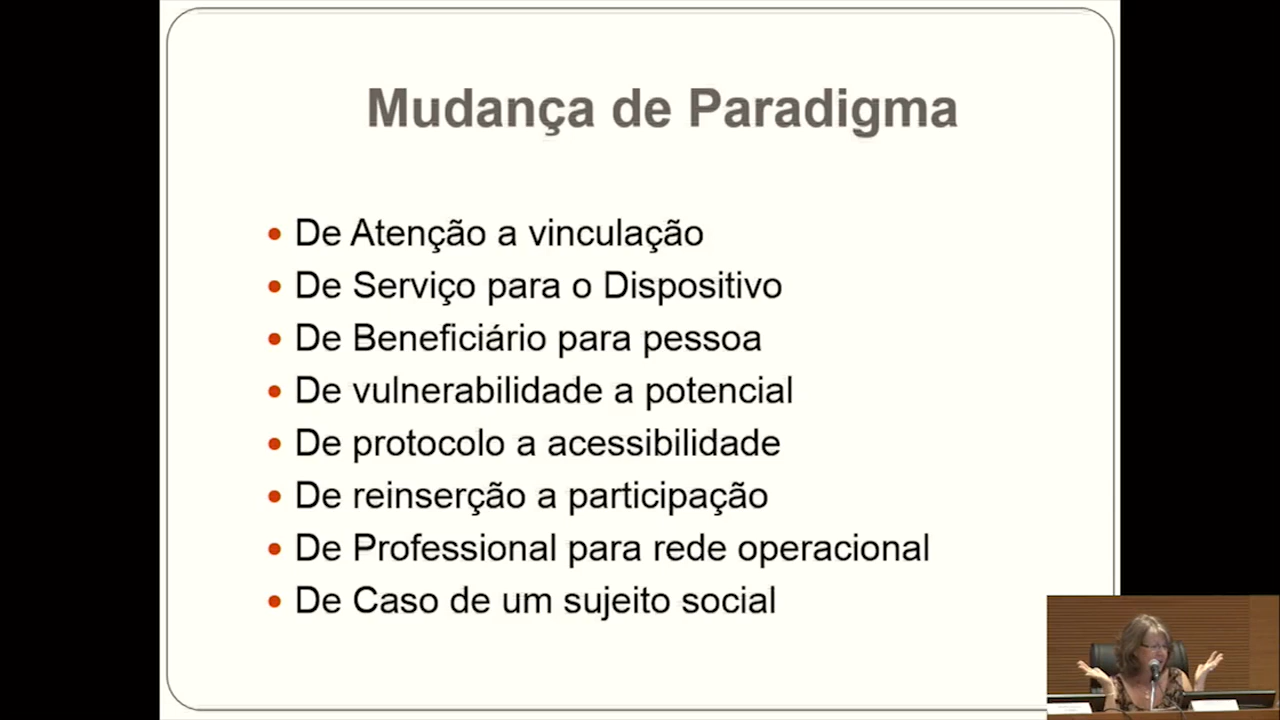 Mudança de Paradigma
De Atenção a vinculação
De Serviço para o Dispositivo
De Beneficiário para pessoa
De vulnerabilidade a potencial
De protocolo a acessibilidade
De reinserção a participação
De Professional para rede operacional
De Caso de um sujeito social